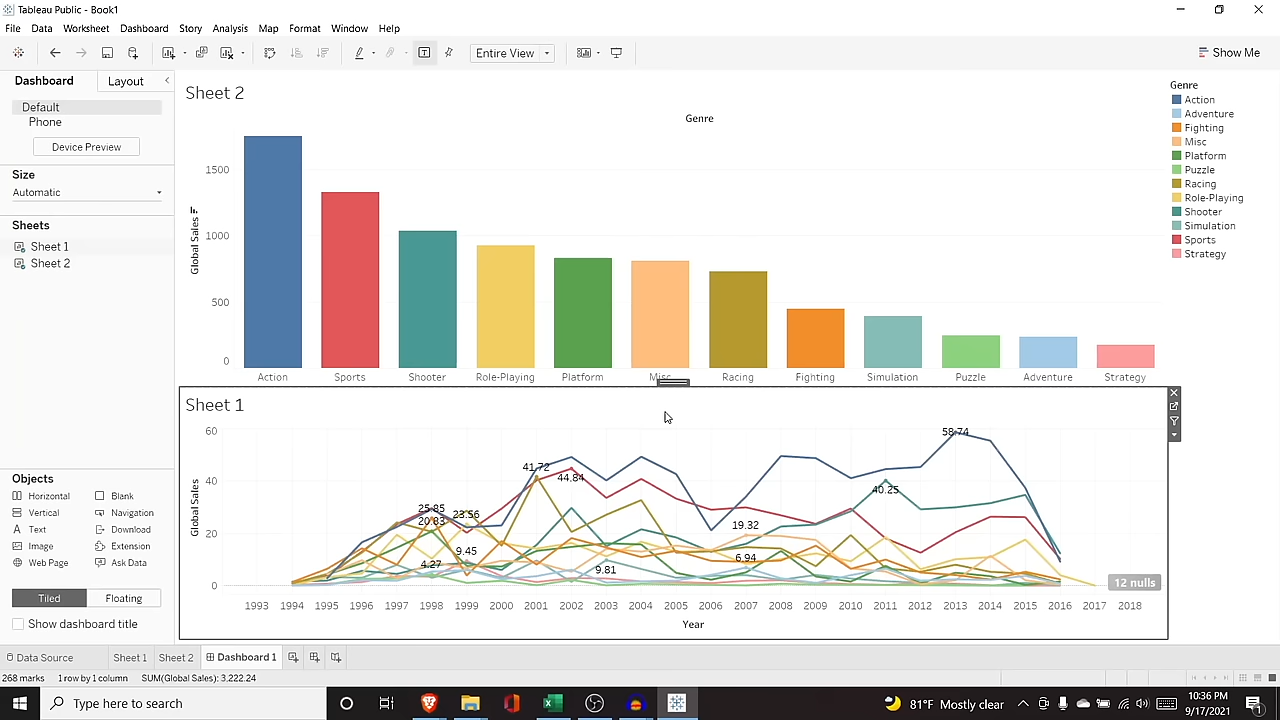 Tableau Public - Book1
File Data Worksheet Dashboard Story Analysis Map Format Window Help
Entire View
Show Me
Dashboard Layout
Default
Phone
Device Preview
Size
Automatic
Sheets
Sheet 1
Sheet 2
Objects
Horizontal Blank
Vertical Navigation
Text Download
Image Extension
Web Page Ask Data
Tiled Floating
Show dashboard title
Sheet 2
Genre
Global Sales
1500
1000
500
0
Action Sports Shooter Role-Playing Platform Misc Racing Fighting Simulation Puzzle Adventure Strategy
Genre
Action
Adventure
Fighting
Misc
Platform
Puzzle
Racing
Role-Playing
Shooter
Simulation
Sports
Strategy
Sheet 1
Global Sales
60
40
20
0
58.74
41.72
44.84
40.25
25.85
23.56
20.83
19.32
9.45
6.94
4.27
9.81
12 nulls
1993 1994 1995 1996 1997 1998 1999 2000 2001 2002 2003 2004 2005 2006 2007 2008 2009 2010 2011 2012 2013 2014 2015 2016 2017 2018
Year
Data Source Sheet 1 Sheet 2 Dashboard 1
268 marks 1 row by 1 column SUM(Global Sales): 3,222.24
Type here to search
81°F Mostly clear
10:36 PM
9/17/2021